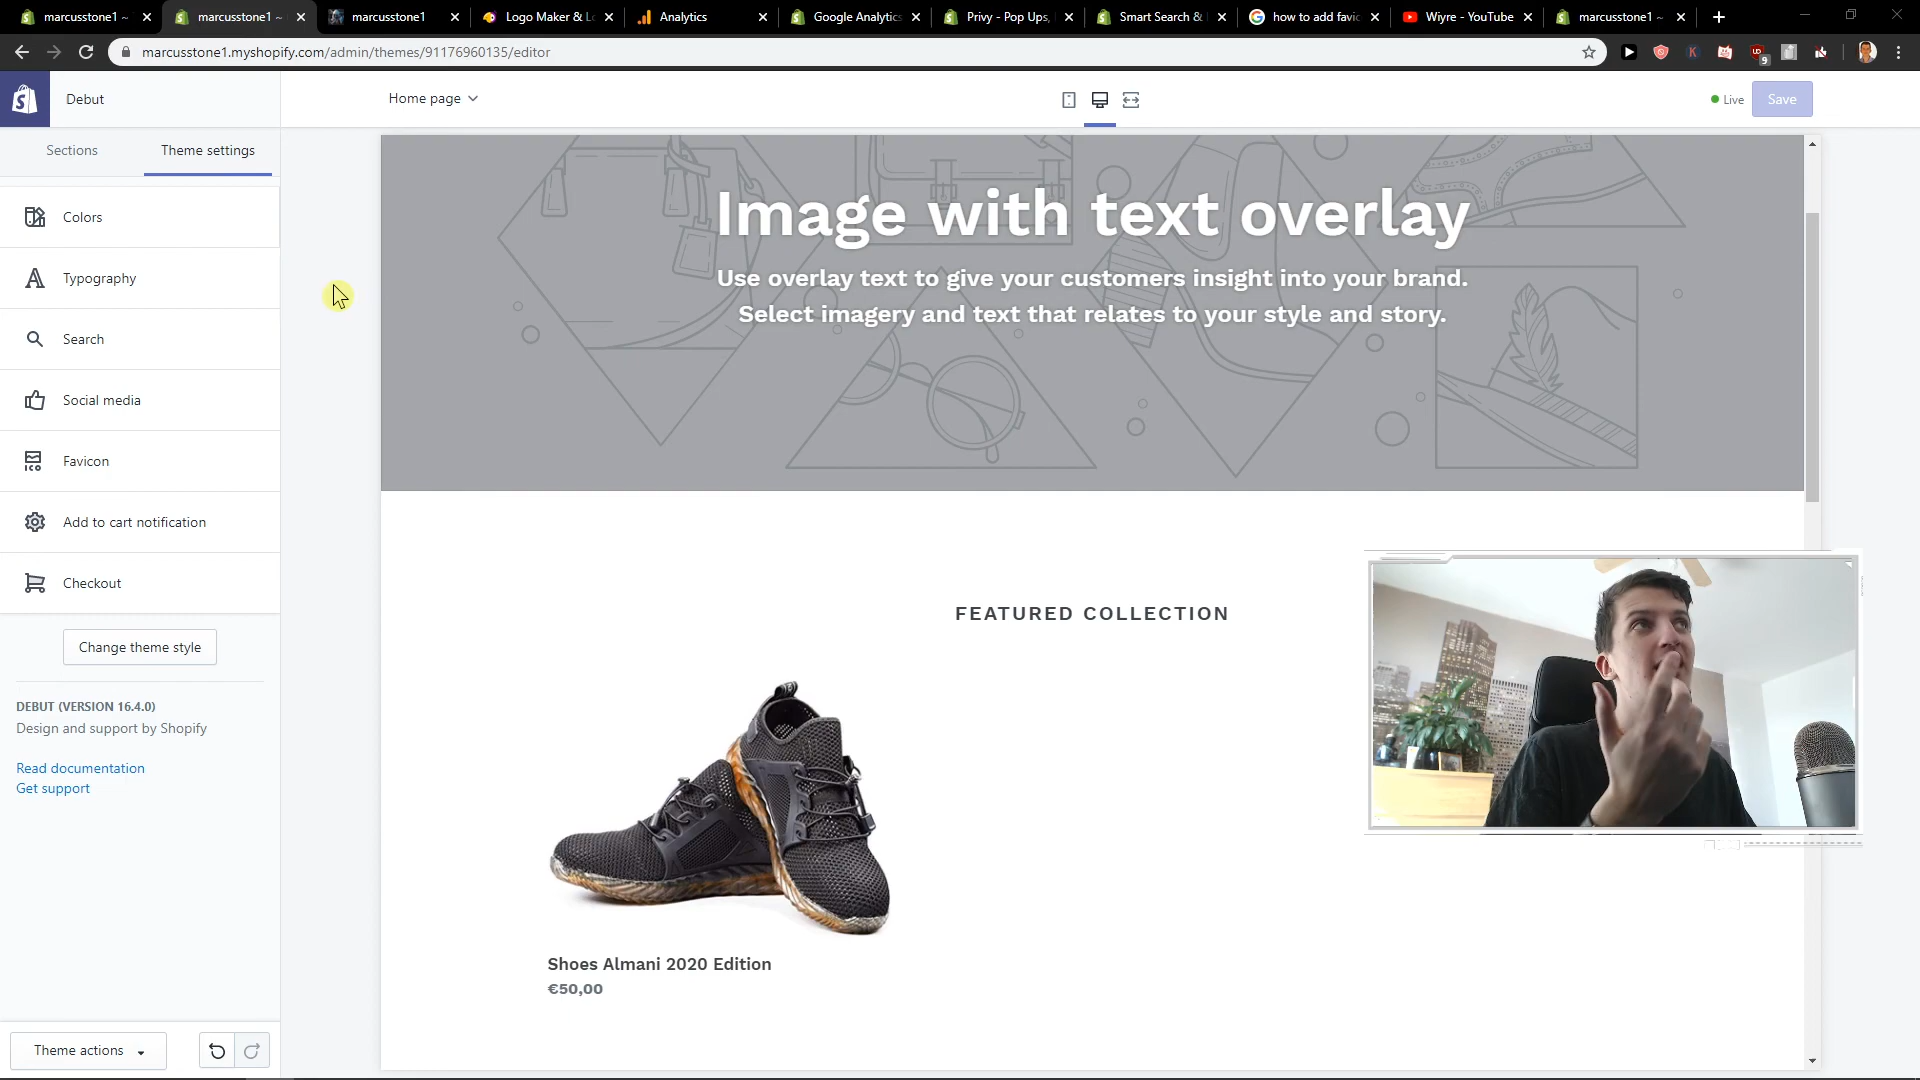 marcusstone1 ~
marcusstone1 ~
marcusstone1
Logo Maker & Lo
Analytics
Google Analytics
Privy - Pop Ups,
Smart Search &
how to add favic
Wiyre - YouTube
marcusstone1 ~
marcusstone1.myshopify.com/admin/themes/91176960135/editor
9
Debut
Home page
Live
Save
Sections
Theme settings
Colors
Typography
Search
Social media
Favicon
Add to cart notification
Checkout
Change theme style
DEBUT (VERSION 16.4.0)
Design and support by Shopify
Read documentation
Get support
Theme actions
Image with text overlay
Use overlay text to give your customers insight into your brand.
Select imagery and text that relates to your style and story.
FEATURED COLLECTION
Shoes Almani 2020 Edition
€50,00